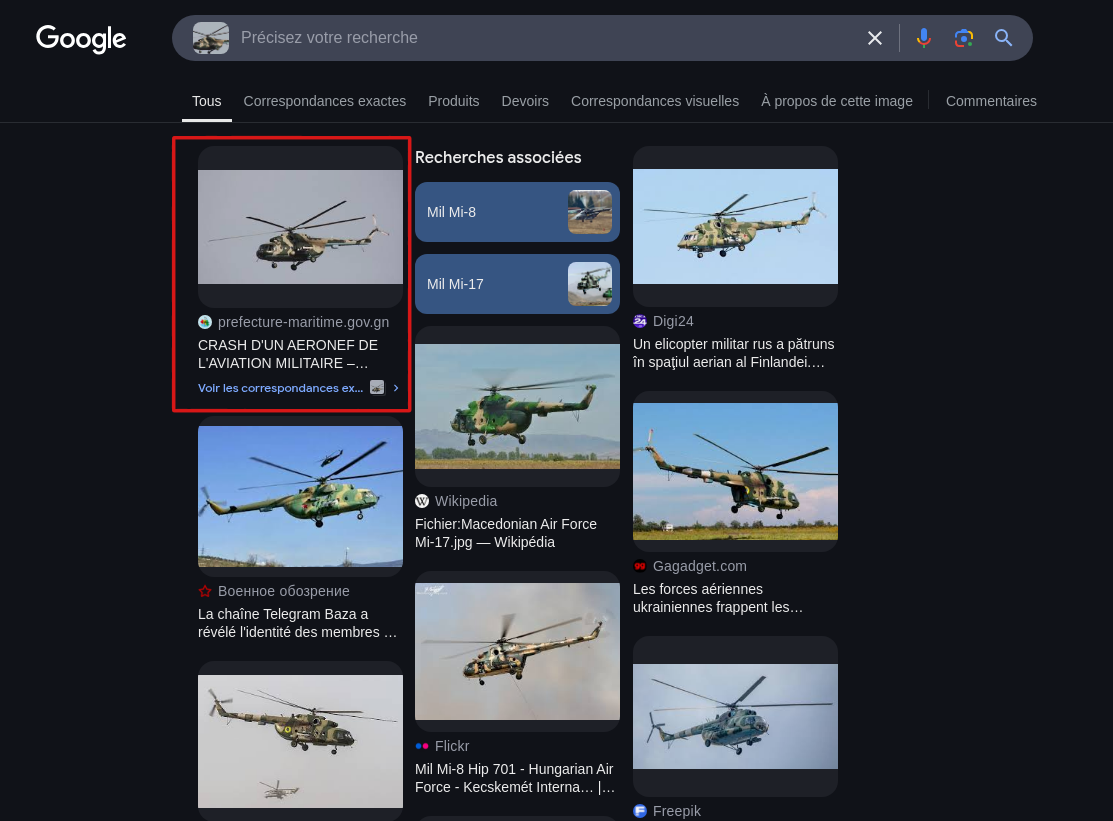 Google
Précisez votre recherche
Tous
Correspondances exactes
Produits
Devoirs
Correspondances visuelles
À propos de cette image
Commentaires
prefecture-maritime.gov.gn
CRASH D'UN AERONEF DE
L'AVIATION MILITAIRE –…
Voir les correspondances ex...
Военное обозрение
La chaîne Telegram Baza a
révélé l'identité des membres …
Recherches associées
Mil Mi-8
Mil Mi-17
W Wikipedia
Fichier:Macedonian Air Force
Mi-17.jpg — Wikipédia
Flickr
Mil Mi-8 Hip 701 - Hungarian Air
Force - Kecskemét Interna… |…
24 Digi24
Un elicopter militar rus a pătruns
în spaţiul aerian al Finlandei.…
Gagadget.com
Les forces aériennes
ukrainiennes frappent les…
F Freepik